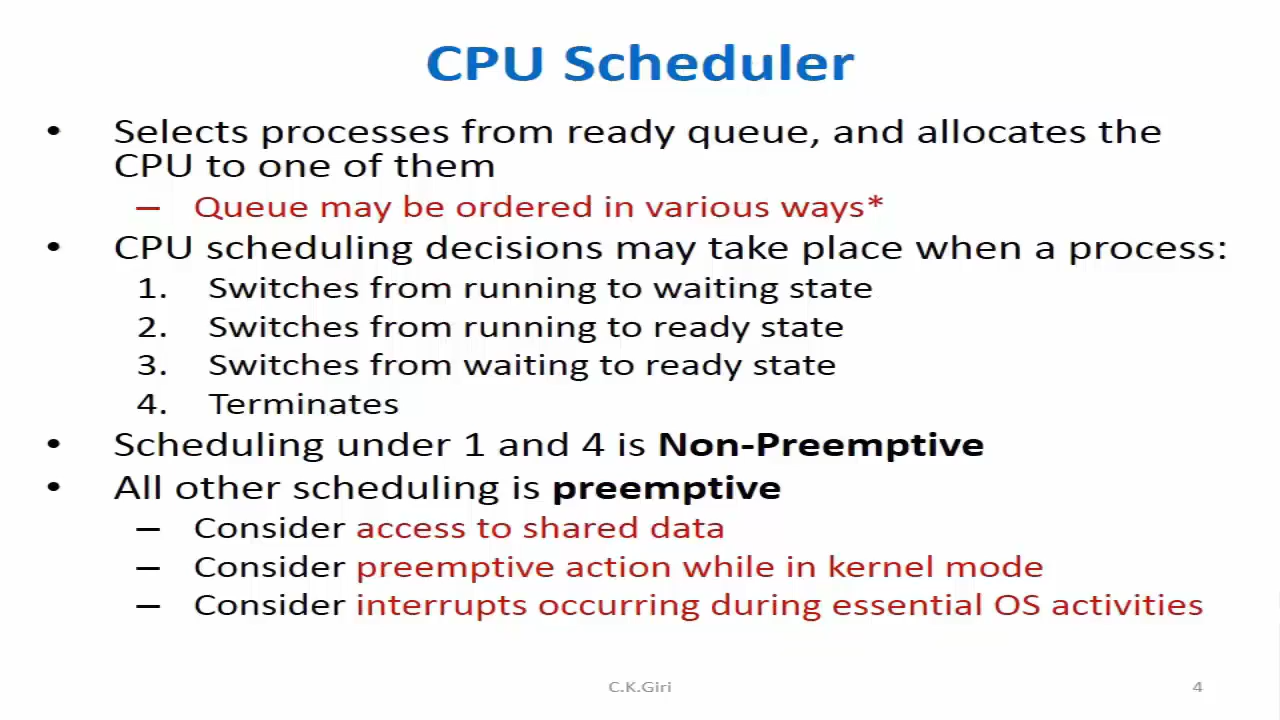 CPU Scheduler
• Selects processes from ready queue, and allocates the
CPU to one of them
– Queue may be ordered in various ways*
• CPU scheduling decisions may take place when a process:
1. Switches from running to waiting state
2. Switches from running to ready state
3. Switches from waiting to ready state
4. Terminates
• Scheduling under 1 and 4 is Non-Preemptive
• All other scheduling is preemptive
– Consider access to shared data
– Consider preemptive action while in kernel mode
– Consider interrupts occurring during essential OS activities
C.K.Giri 4